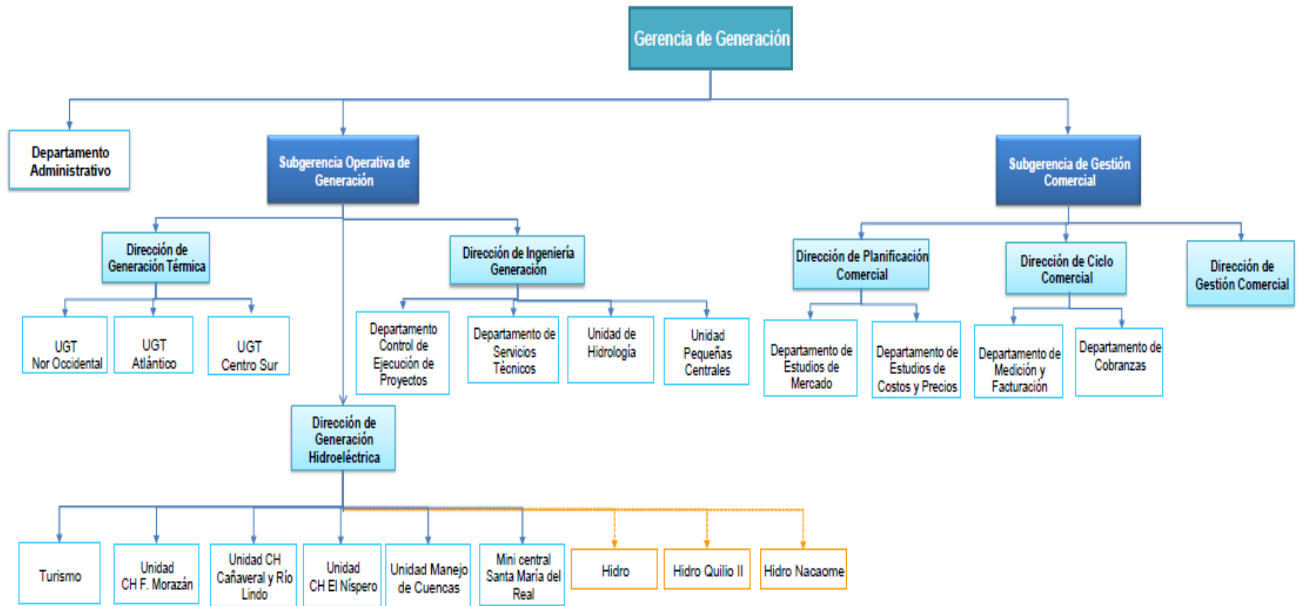 Gerencia de Generación
Departamento
Administrativo
Subgerencia Operativa de
Generación
Subgerencia de Gestión
Comercial
Dirección de
Generación Térmica
Dirección de Ingeniería
Generación
Dirección de Planificación
Comercial
Dirección de Ciclo
Comercial
Dirección de
Gestión Comercial
UGT
Nor Occidental
UGT
Atlántico
UGT
Centro Sur
Departamento
Control de
Ejecución de
Proyectos
Departamento de
Servicios
Técnicos
Unidad de
Hidrología
Unidad
Pequeñas
Centrales
Departamento de
Estudios de
Mercado
Departamento de
Estudios de
Costos y Precios
Departamento de
Medición y
Facturación
Departamento de
Cobranzas
Dirección de
Generación
Hidroeléctrica
Turismo
Unidad
CH F. Morazán
Unidad CH
Cañaveral y Río
Lindo
Unidad
CH El Níspero
Unidad Manejo
de Cuencas
Mini central
Santa María del
Real
Hidro
Hidro Quilio II
Hidro Nacaome